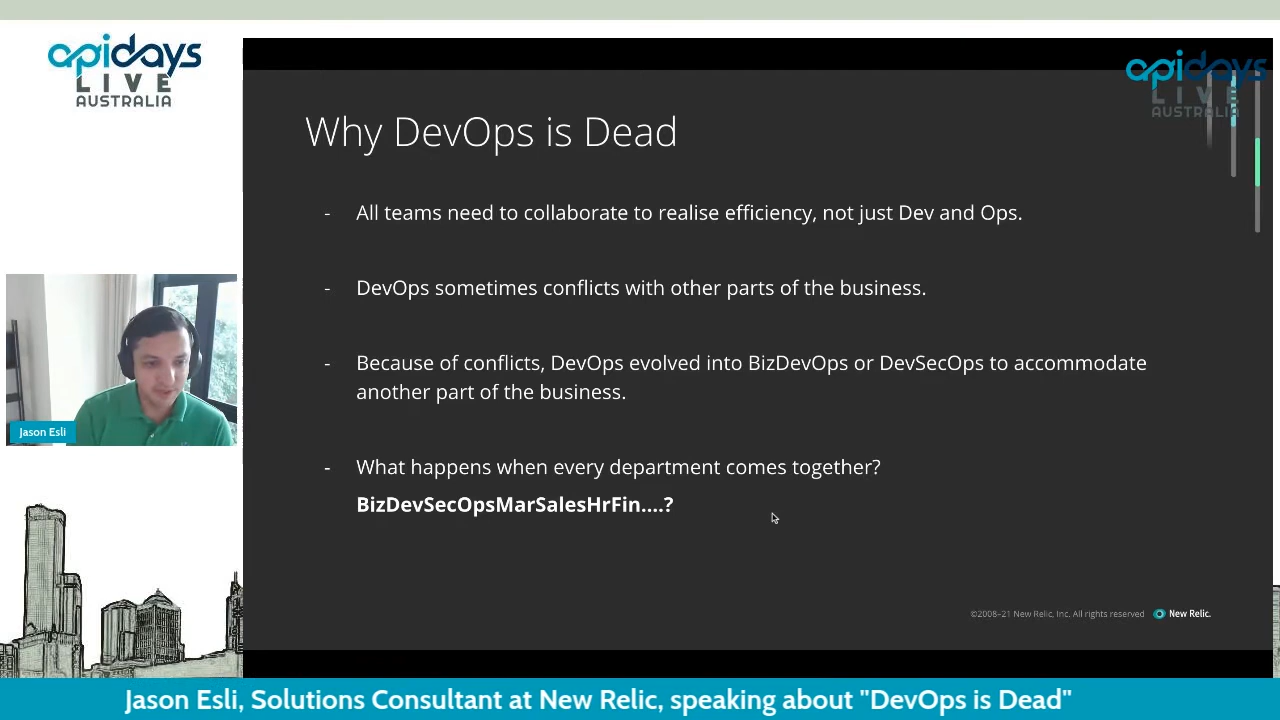 apidays
LIVE
AUSTRALIA
apidays
LIVE
AUSTRALIA
Why DevOps is Dead
- All teams need to collaborate to realise efficiency, not just Dev and Ops.
- DevOps sometimes conflicts with other parts of the business.
- Because of conflicts, DevOps evolved into BizDevOps or DevSecOps to accommodate
another part of the business.
- What happens when every department comes together?
BizDevSecOpsMarSalesHrFin....?
Jason Esli
©2008–21 New Relic, Inc. All rights reserved
New Relic.
Jason Esli, Solutions Consultant at New Relic, speaking about "DevOps is Dead"